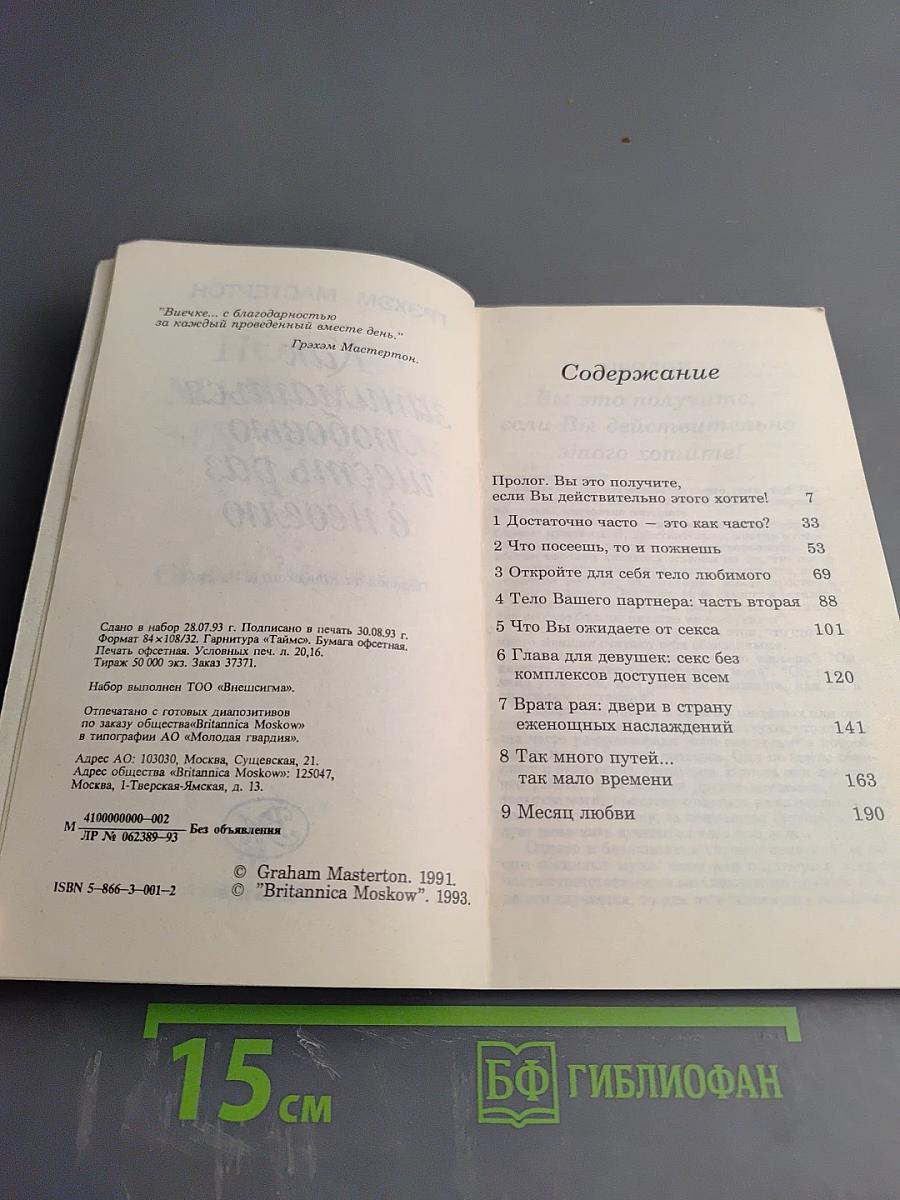 "Виечке... с благодарностью
за каждый проведенный вместе день."
Грэхэм Мастертон.
Сдано в набор 28.07.93 г. Подписано в печать 30.08.93 г.
Формат 84×108/32. Гарнитура «Таймс». Бумага офсетная.
Печать офсетная. Условных печ. л. 20,16.
Тираж 50 000 экз. Заказ 37371.
Набор выполнен ТОО «Внешсигма».
Отпечатано с готовых диапозитивов
по заказу общества«Britannica Moskow»
в типографии АО «Молодая гвардия».
Адрес АО: 103030, Москва, Сущевская, 21.
Адрес общества «Britannica Moskow»: 125047,
Москва, 1-Тверская-Ямская, д. 13.
М 4100000000—002
ЛР № 062389—93 Без объявления
© Graham Masterton. 1991.
ISBN 5—866—3—001—2
© "Britannica Moskow". 1993.
Содержание
Пролог. Вы это получите,
если Вы действительно этого хотите! 7
1 Достаточно часто — это как часто? 33
2 Что посеешь, то и пожнешь 53
3 Откройте для себя тело любимого 69
4 Тело Вашего партнера: часть вторая 88
5 Что Вы ожидаете от секса 101
6 Глава для девушек: секс без
комплексов доступен всем 120
7 Врата рая: двери в страну
еженощных наслаждений 141
8 Так много путей...
так мало времени 163
9 Месяц любви 190
15 см
БФ ГИБЛИОФАН